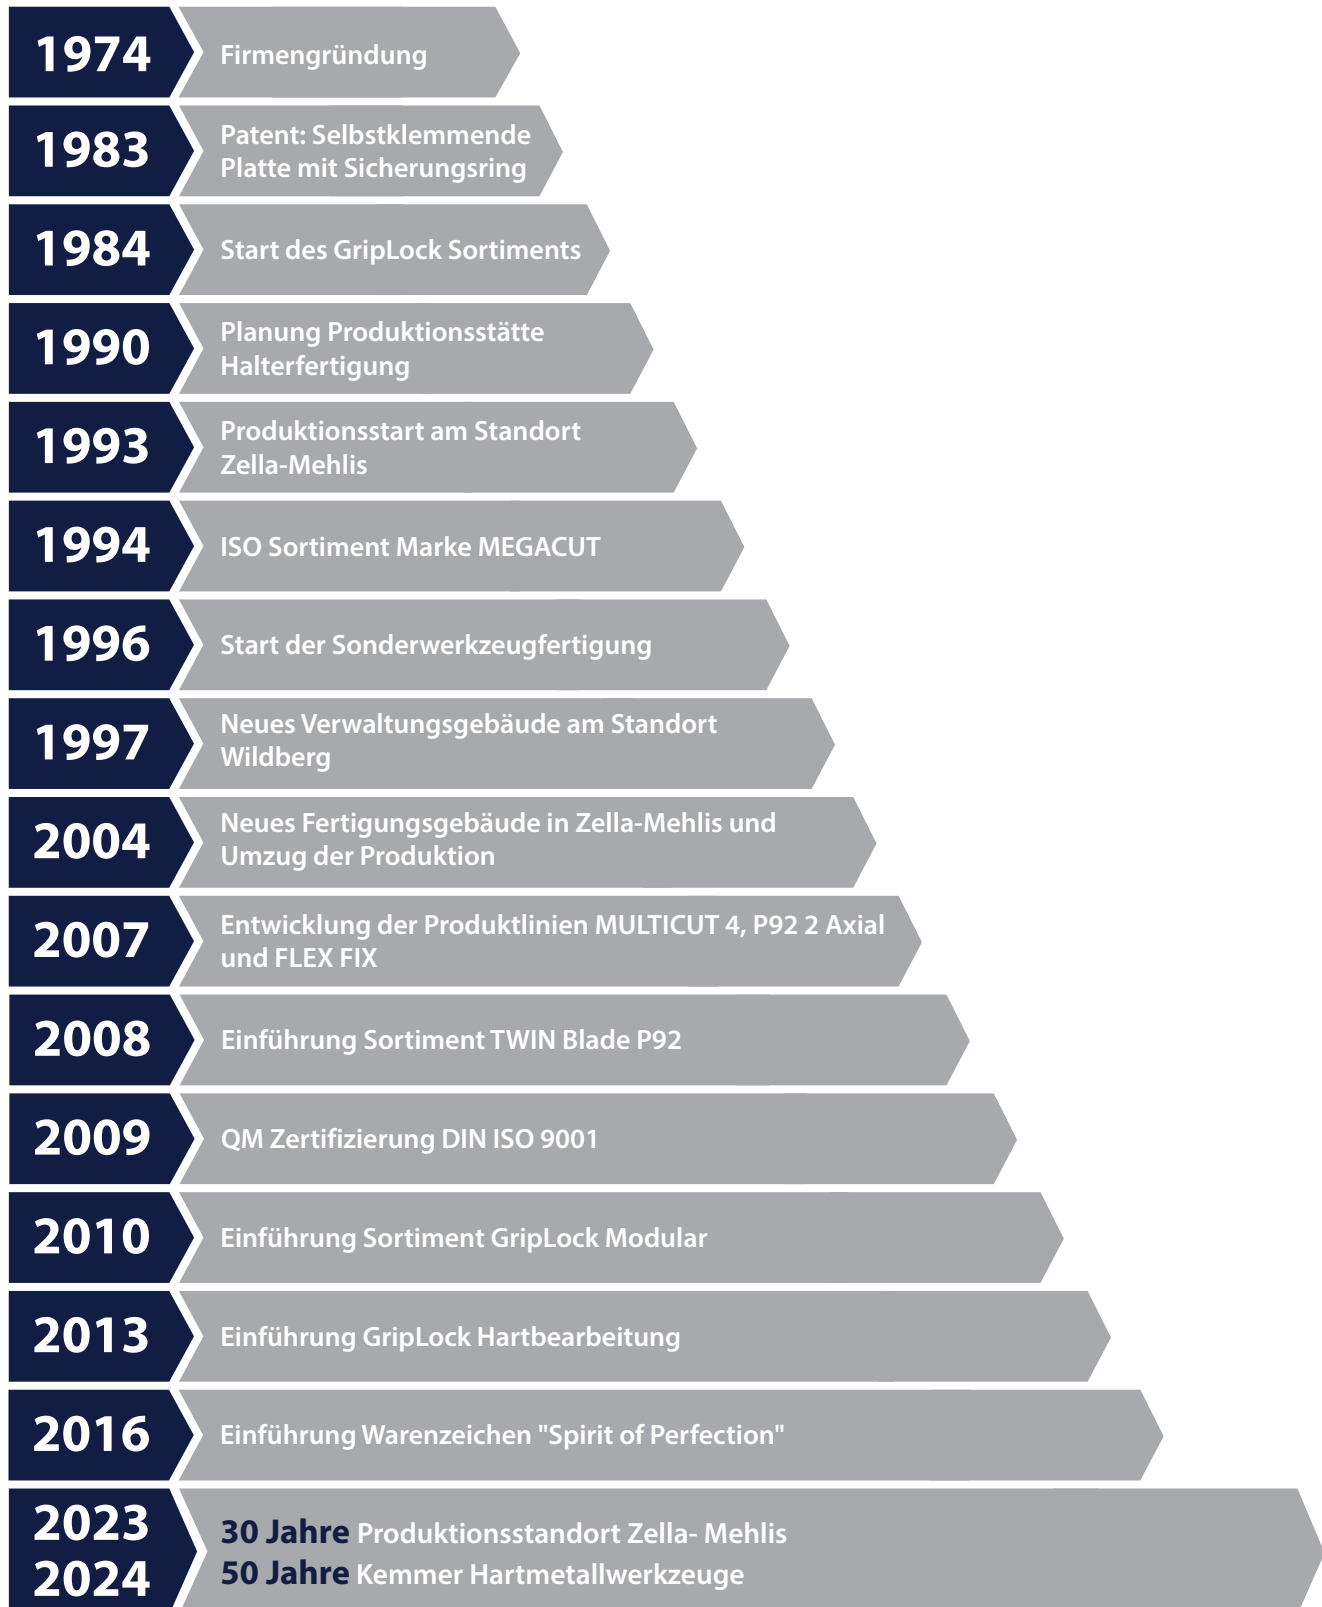 1974
Firmengründung
1983
Patent: Selbstklemmende
Platte mit Sicherungsring
1984
Start des GripLock Sortiments
1990
Planung Produktionsstätte
Halterfertigung
1993
Produktionsstart am Standort
Zella-Mehlis
1994
ISO Sortiment Marke MEGACUT
1996
Start der Sonderwerkzeugfertigung
1997
Neues Verwaltungsgebäude am Standort
Wildberg
2004
Neues Fertigungsgebäude in Zella-Mehlis und
Umzug der Produktion
2007
Entwicklung der Produktlinien MULTICUT 4, P92 2 Axial
und FLEX FIX
2008
Einführung Sortiment TWIN Blade P92
2009
QM Zertifizierung DIN ISO 9001
2010
Einführung Sortiment GripLock Modular
2013
Einführung GripLock Hartbearbeitung
2016
Einführung Warenzeichen "Spirit of Perfection"
2023
30 Jahre Produktionsstandort Zella- Mehlis
2024
50 Jahre Kemmer Hartmetallwerkzeuge